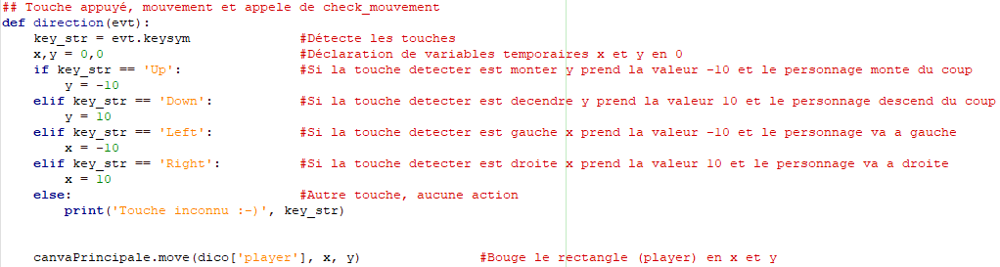 ## Touche appuyé, mouvement et appele de check_mouvement
def direction(evt):
    key_str = evt.keysym              #Détecte les touches
    x,y = 0,0                         #Déclaration de variables temporaires x et y en 0
    if key_str == 'Up':               #Si la touche detecter est monter y prend la valeur -10 et le personnage monte du coup
        y = -10
    elif key_str == 'Down':           #Si la touche detecter est decendre y prend la valeur 10 et le personnage descend du coup
        y = 10
    elif key_str == 'Left':           #Si la touche detecter est gauche x prend la valeur -10 et le personnage va a gauche
        x = -10
    elif key_str == 'Right':          #Si la touche detecter est droite x prend la valeur 10 et le personnage va a droite
        x = 10
    else:                             #Autre touche, aucune action
        print('Touche inconnu :-)', key_str)
    canvaPrincipale.move(dico['player'], x, y)               #Bouge le rectangle (player) en x et y